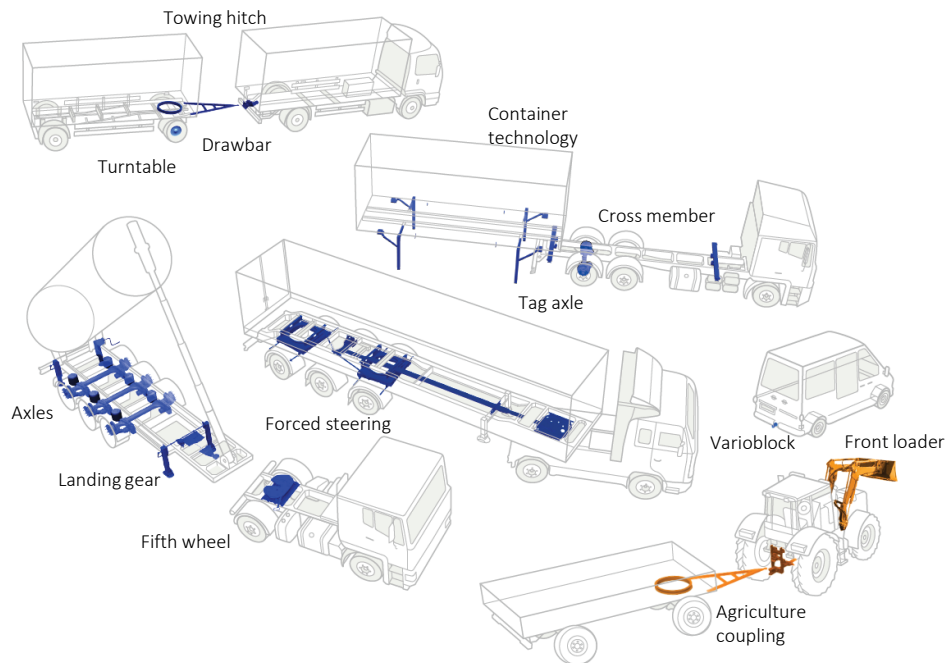 Towing hitch
Drawbar
Turntable
Container
technology
Cross member
Tag axle
Axles
Landing gear
Forced steering
Fifth wheel
Varioblock
Front loader
Agriculture
coupling